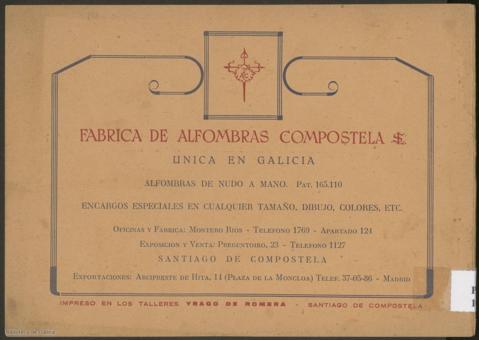 FABRICA DE ALFOMBRAS COMPOSTELA
UNICA EN GALICIA
ALFOMBRAS DE NUDO A MANO. PAT. 165.110
ENCARGOS ESPECIALES EN CUALQUIER TAMAÑO, DIBUJO, COLORES, ETC.
OFICINAS Y FABRICA: MONTERO RIOS - TELEFONO 1769 - APARTADO 124
EXPOSICION Y VENTA: PREGUNTOIRO, 23 - TELEFONO 1127
SANTIAGO DE COMPOSTELA
EXPORTACIONES: ARCIPRESTE DE HITA, 14 (PLAZA DE LA MONCLOA) TELEF. 37-05-86 - MADRID
IMPRESO EN LOS TALLERES YRAGO DE ROMERA - SANTIAGO DE COMPOSTELA